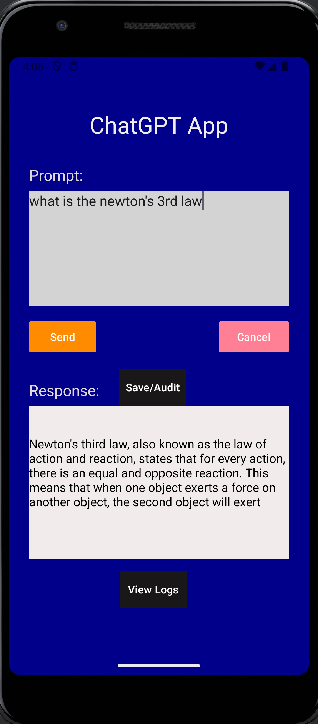 ChatGPT App
Prompt:
what is the newton's 3rd law
Send
Cancel
Response:
Save/Audit
Newton's third law, also known as the law of
action and reaction, states that for every action,
there is an equal and opposite reaction. This
means that when one object exerts a force on
another object, the second object will exert
View Logs